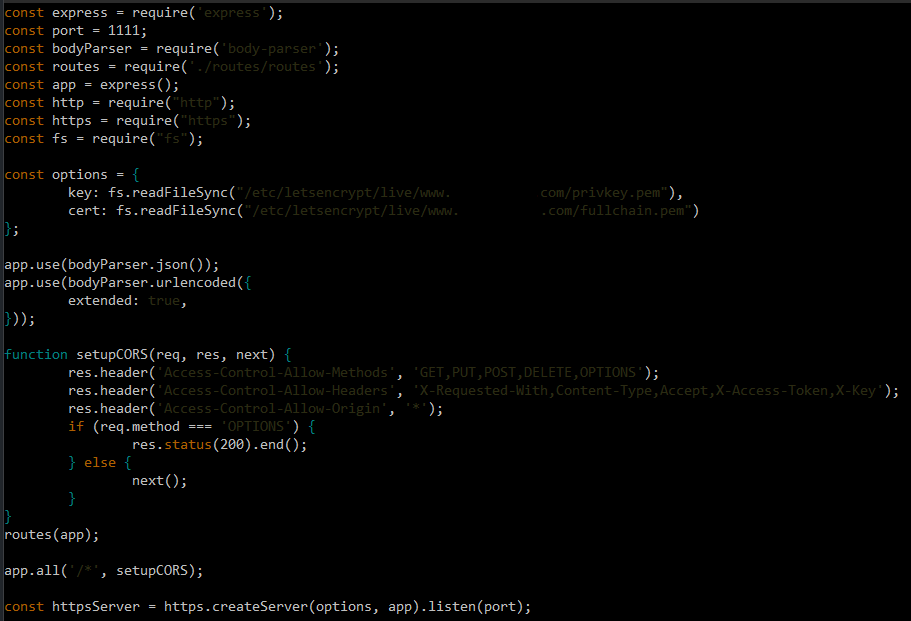 const express = require('express');
const port = 1111;
const bodyParser = require('body-parser');
const routes = require('./routes/routes');
const app = express();
const http = require("http");
const https = require("https");
const fs = require("fs");
const options = {
key: fs.readFileSync("/etc/letsencrypt/live/www. com/privkey.pem"),
cert: fs.readFileSync("/etc/letsencrypt/live/www. .com/fullchain.pem")
};
app.use(bodyParser.json());
app.use(bodyParser.urlencoded({
extended: true,
}));
function setupCORS(req, res, next) {
res.header('Access-Control-Allow-Methods', 'GET,PUT,POST,DELETE,OPTIONS');
res.header('Access-Control-Allow-Headers', 'X-Requested-With,Content-Type,Accept,X-Access-Token,X-Key');
res.header('Access-Control-Allow-Origin', '*');
if (req.method === 'OPTIONS') {
res.status(200).end();
} else {
next();
}
}
routes(app);
app.all('/*', setupCORS);
const httpsServer = https.createServer(options, app).listen(port);